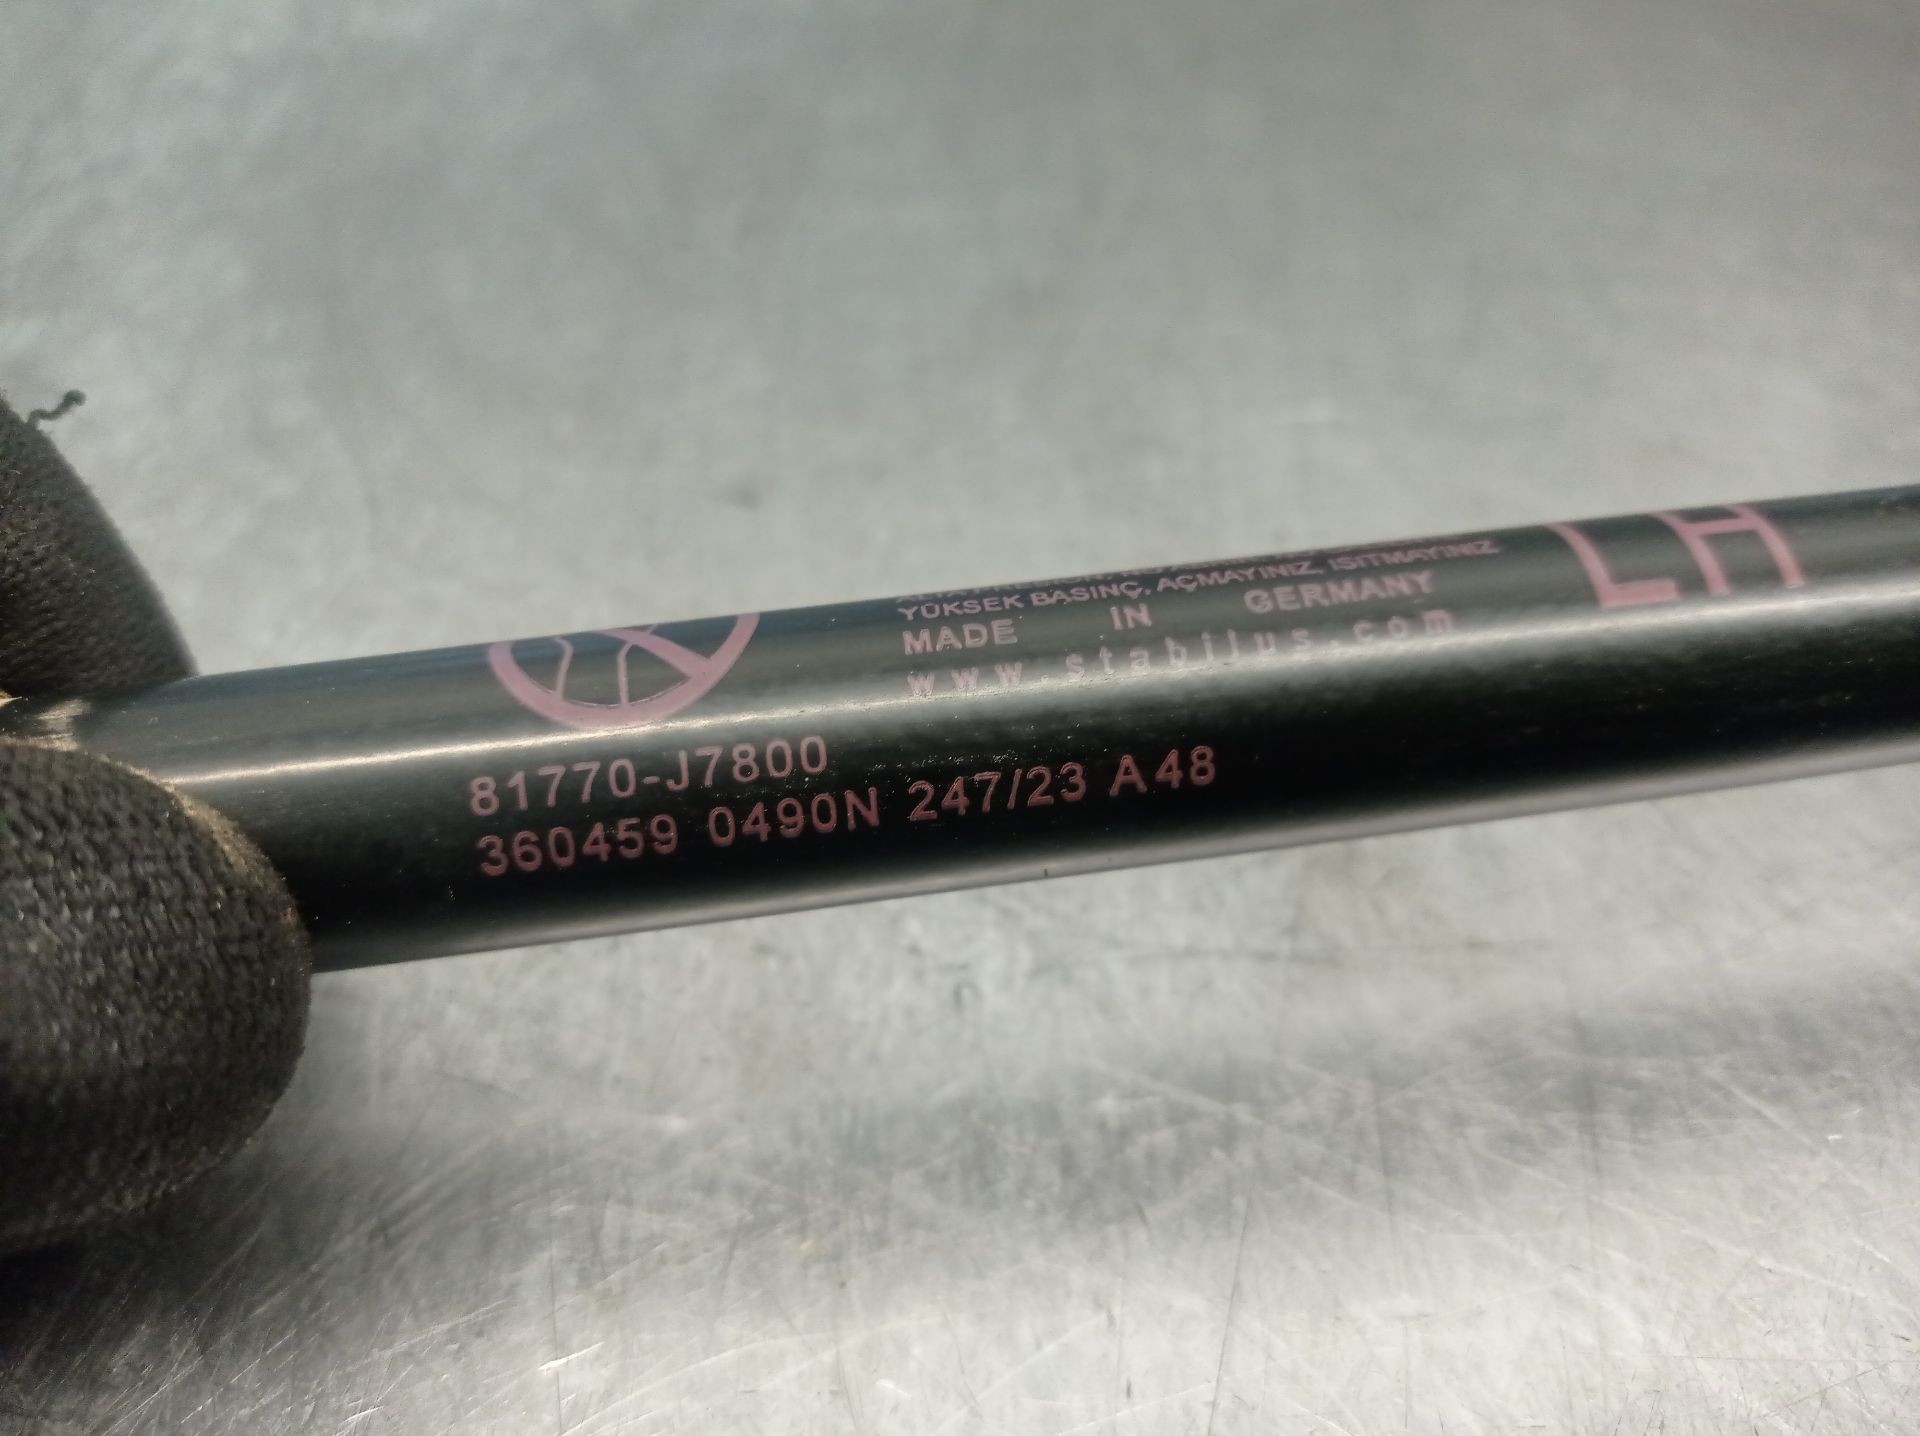 YÜKSEK BASINÇ, AÇMAYINIZ, ISITMAYINIZ
MADE IN GERMANY
www.stabilus.com
LH
81770-J7800
360459 0490N 247/23 A48